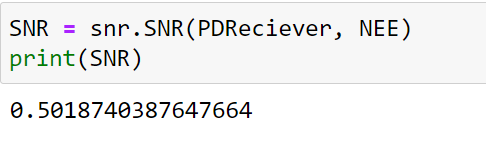 SNR = snr.SNR(PDReciever, NEE)
print(SNR)
0.5018740387647664